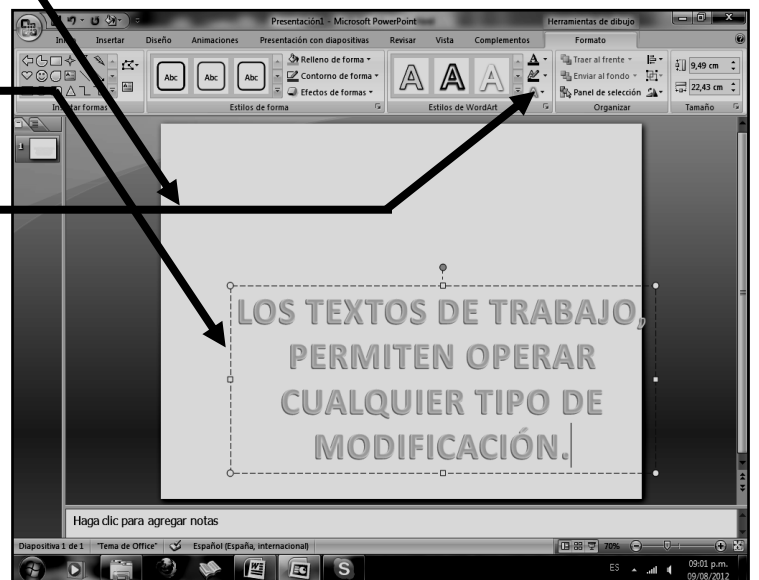 Presentación1 - Microsoft PowerPoint
Herramientas de dibujo
Insertar
Diseño
Animaciones
Presentación con diapositivas
Revisar
Vista
Complementos
Formato
Abc
Abc
Abc
Relleno de forma
Contorno de forma
Efectos de formas
A
A
A
Traer al frente
Enviar al fondo
Panel de selección
9,49 cm
22,43 cm
Estilos de forma
Estilos de WordArt
Organizar
Tamaño
1
LOS TEXTOS DE TRABAJO,
PERMITEN OPERAR
CUALQUIER TIPO DE
MODIFICACIÓN.
Haga clic para agregar notas
Diapositiva 1 de 1
"Tema de Office"
Español (España, internacional)
70%
ES
09:01 p.m.
09/08/2012